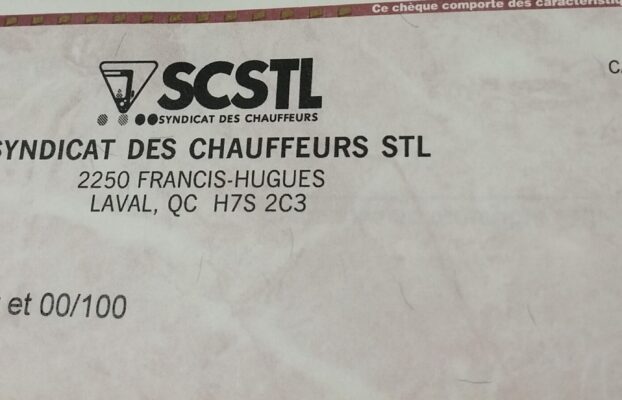 Ce chèque comporte des
SCSTL
SYNDICAT DES CHAUFFEURS
SYNDICAT DES CHAUFFEURS STL
2250 FRANCIS-HUGUES
LAVAL, QC H7S 2C3
et 00/100